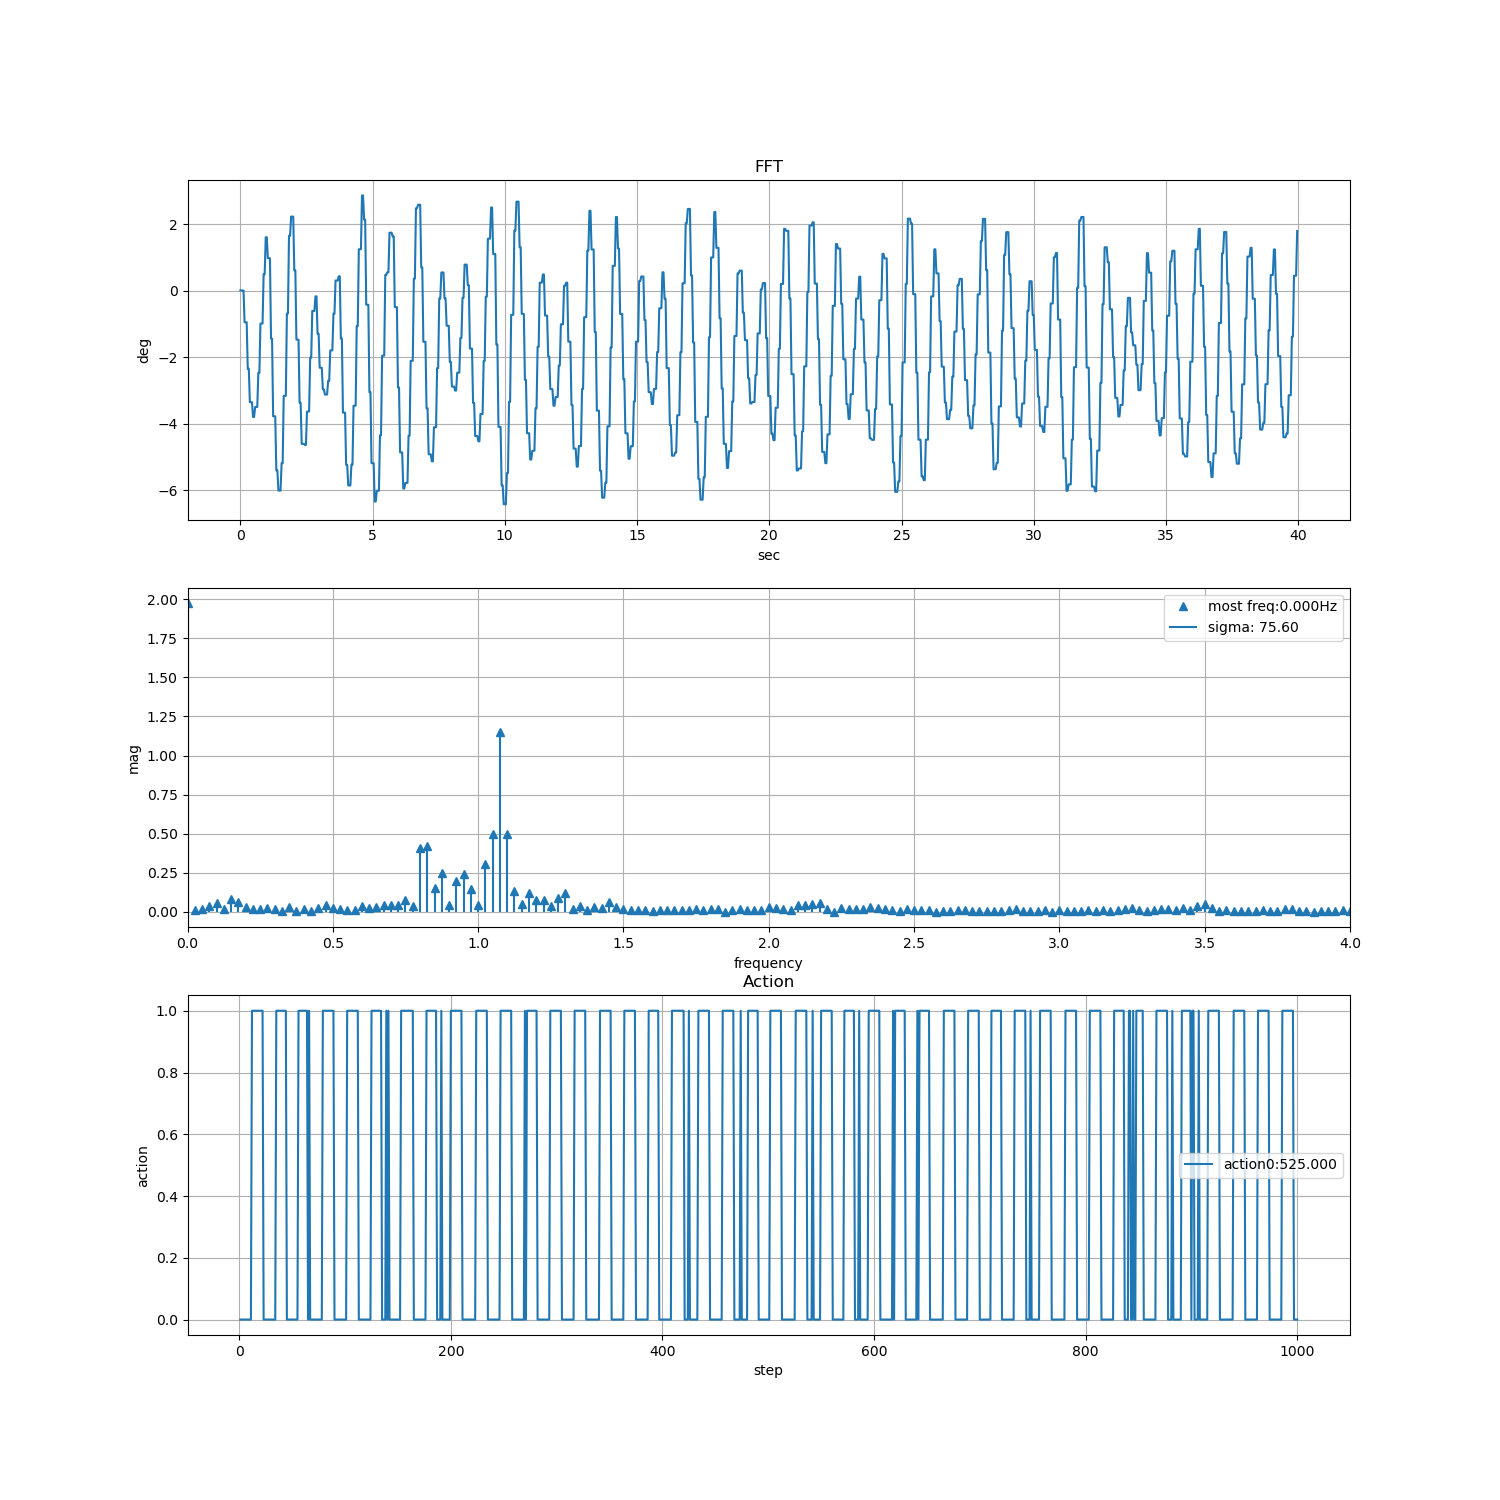 FFT
2
0
−2
−4
−6
deg
0 5 10 15 20 25 30 35 40
sec
2.00
1.75
1.50
1.25
1.00
0.75
0.50
0.25
0.00
mag
most freq:0.000Hz
sigma: 75.60
0.0 0.5 1.0 1.5 2.0 2.5 3.0 3.5 4.0
frequency
Action
1.0
0.8
0.6
0.4
0.2
0.0
action
action0:525.000
0 200 400 600 800 1000
step